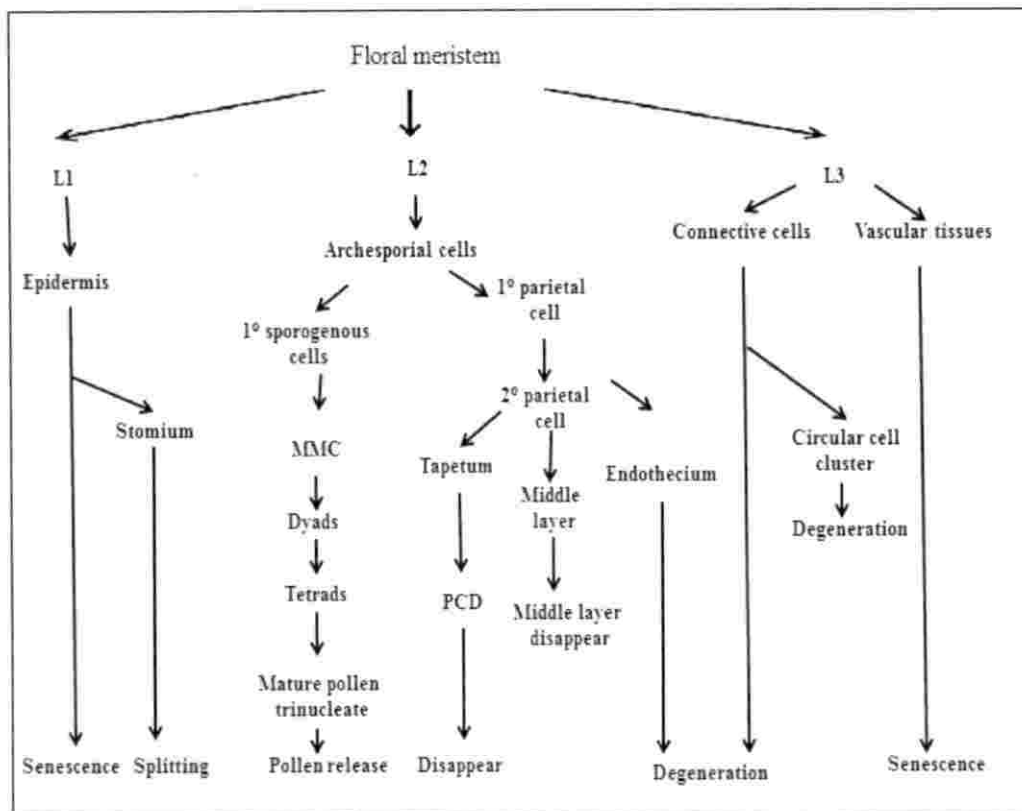 Floral meristem
L1
L2
L3
Connective cells
Vascular tissues
Archesporial cells
Epidermis
1° parietal
cell
1° sporogenous
cells
2° parietal
cell
Stomium
Circular cell
cluster
MMC
Tapetum
Endothecium
Middle
layer
Dyads
Degeneration
Tetrads
PCD
Middle layer
disappear
Mature pollen
trinucleate
Senescence
Splitting
Pollen release
Disappear
Degeneration
Senescence